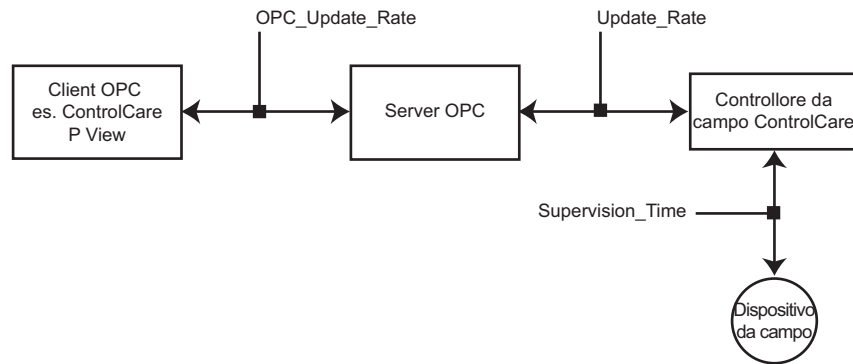 OPC_Update_Rate
Update_Rate
Client OPC
es. ControlCare
P View
Server OPC
Controllore da
campo ControlCare
Supervision_Time
Dispositivo
da campo